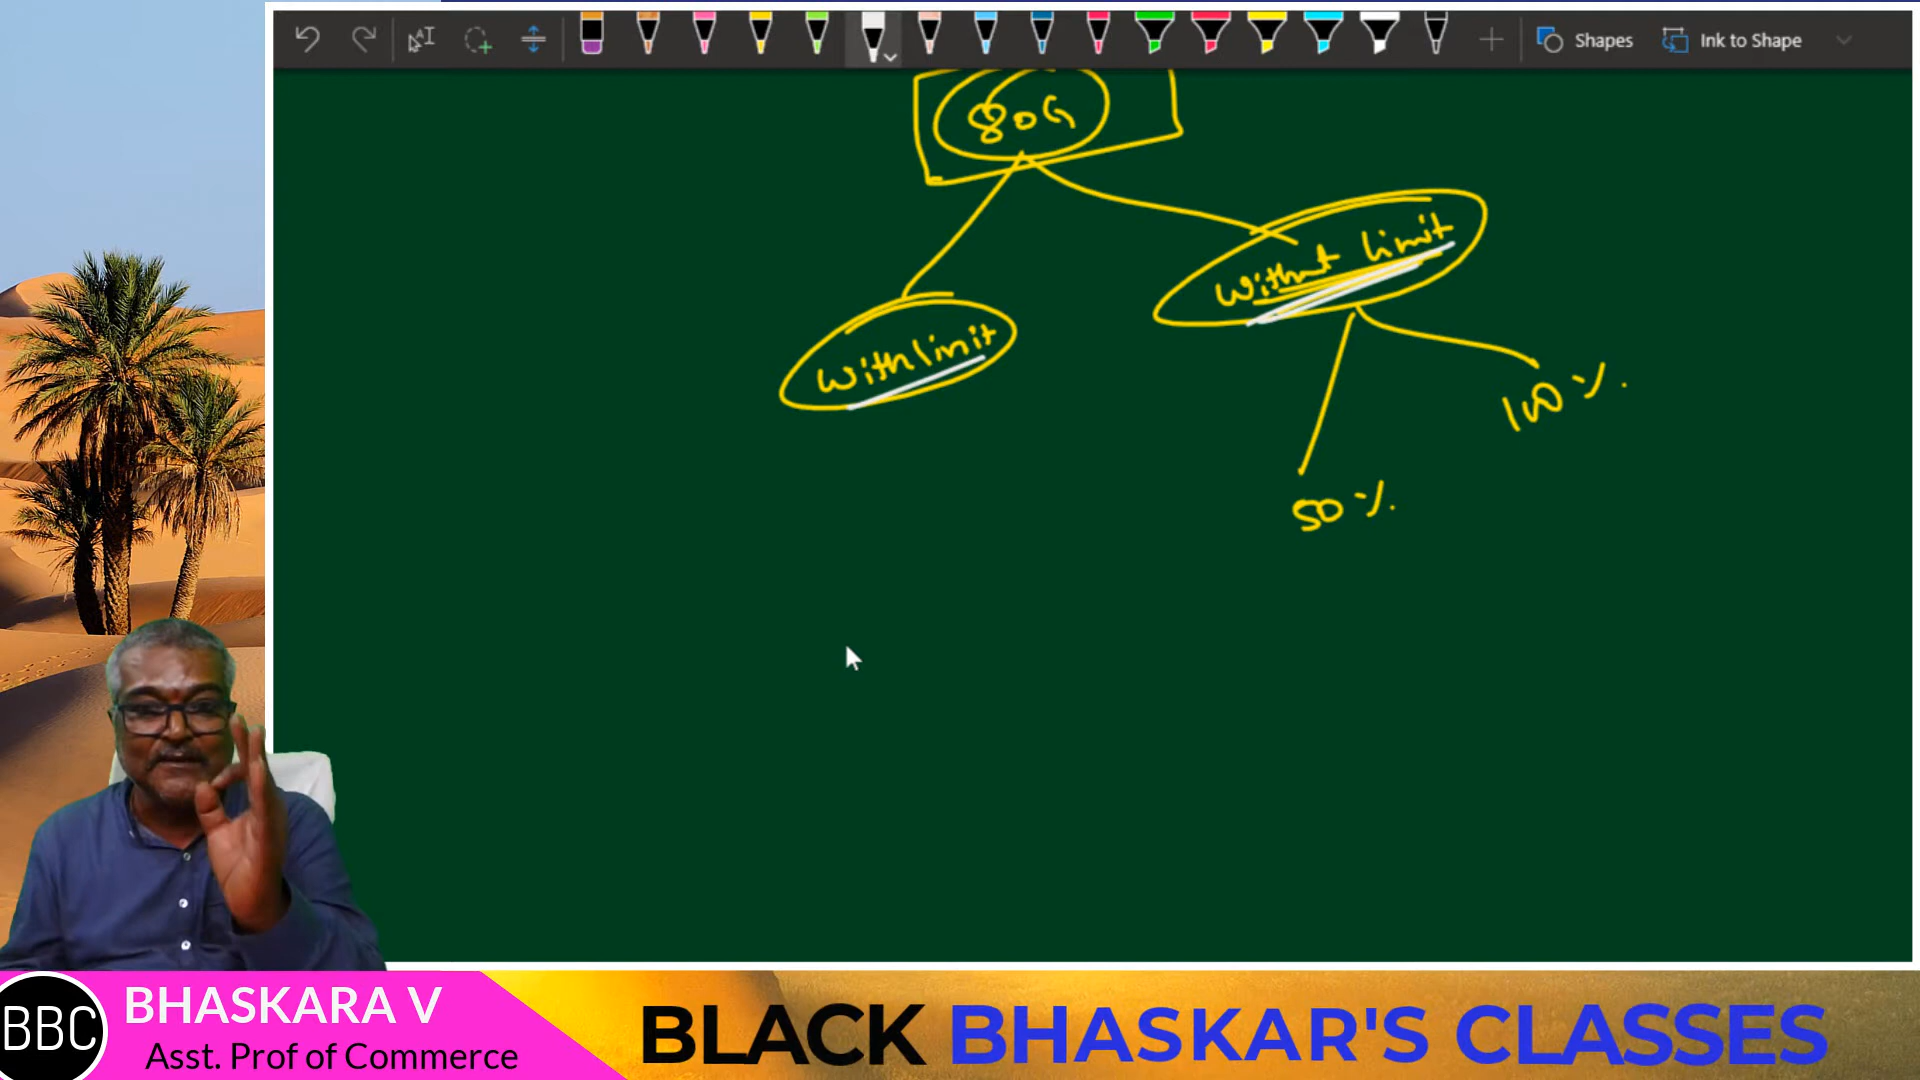 Shapes
Ink to Shape
80G
Without limit
With limit
100%.
50%.
BBC
BHASKARA V
Asst. Prof of Commerce
BLACK BHASKAR'S CLASSES